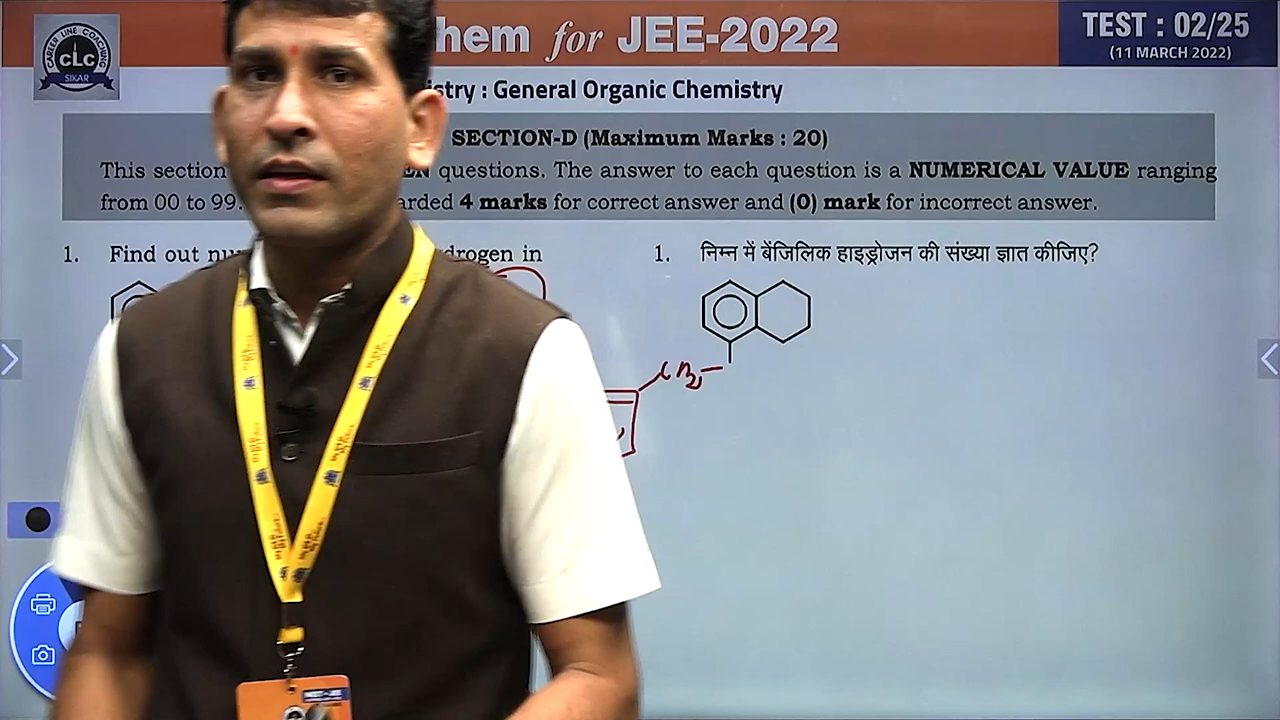 hem for JEE-2022
TEST : 02/25
(11 MARCH 2022)
CAREER LINE COACHING
CLC
SIKAR
istry : General Organic Chemistry
SECTION-D (Maximum Marks : 20)
This section EN questions. The answer to each question is a NUMERICAL VALUE ranging
from 00 to 99. arded 4 marks for correct answer and (0) mark for incorrect answer.
1. Find out nu drogen in
1. निम्न में बेंजिलिक हाइड्रोजन की संख्या ज्ञात कीजिए?
CH2